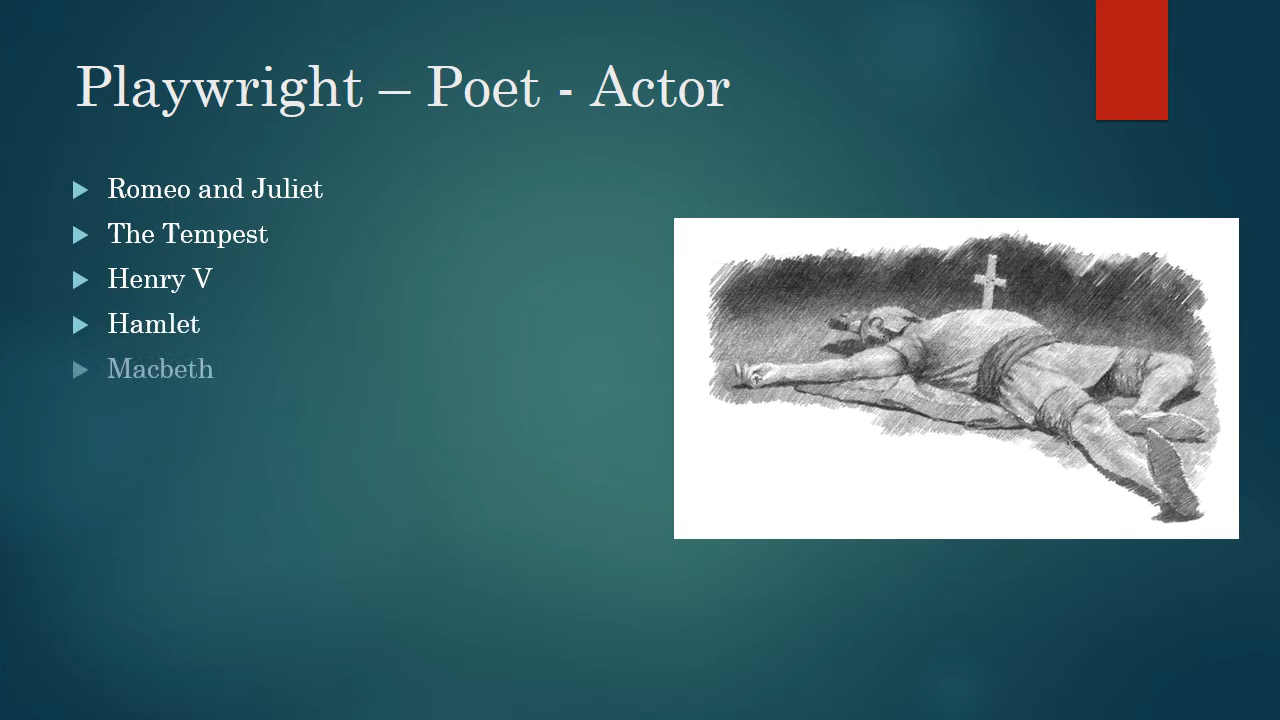 Playwright – Poet - Actor
Romeo and Juliet
The Tempest
Henry V
Hamlet
Macbeth